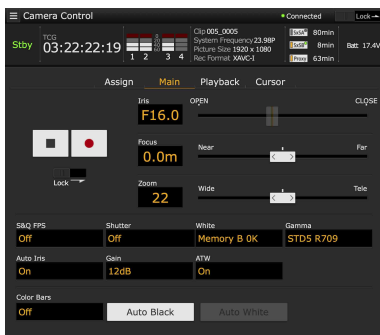 Camera Control
Connected
Lock
Stby
TCG
03:22:22:19
0
20
1 2 3 4
Clip 005_0005
System Frequency 23.98P
Picture Size 1920 x 1080
Rec Format XAVC-I
80min
8min
Proxy 63min
Batt 17.4V
Assign Main Playback Cursor
Iris
OPEN CLOSE
F16.0
Focus
0.0m
Near Far
Lock
Zoom
22
Wide Tele
S&Q FPS Shutter White Gamma
Off Off Memory B 0K STD5 R709
Auto Iris Gain ATW
On 12dB On
Color Bars
Off
Auto Black
Auto White